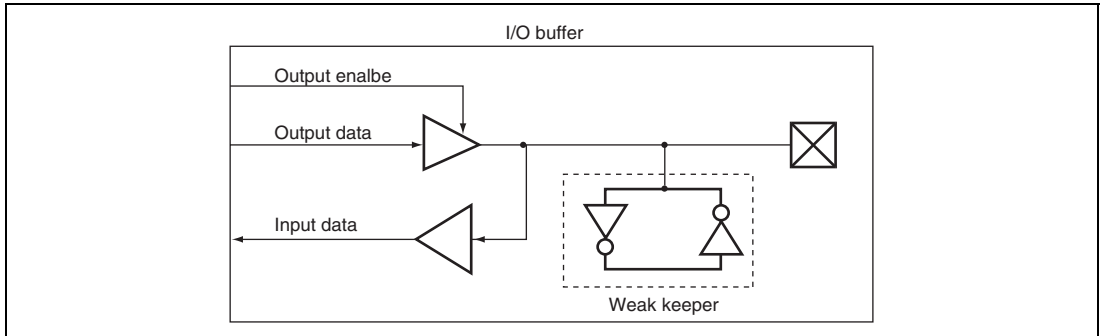 I/O buffer
Output enalbe
Output data
Input data
Weak keeper